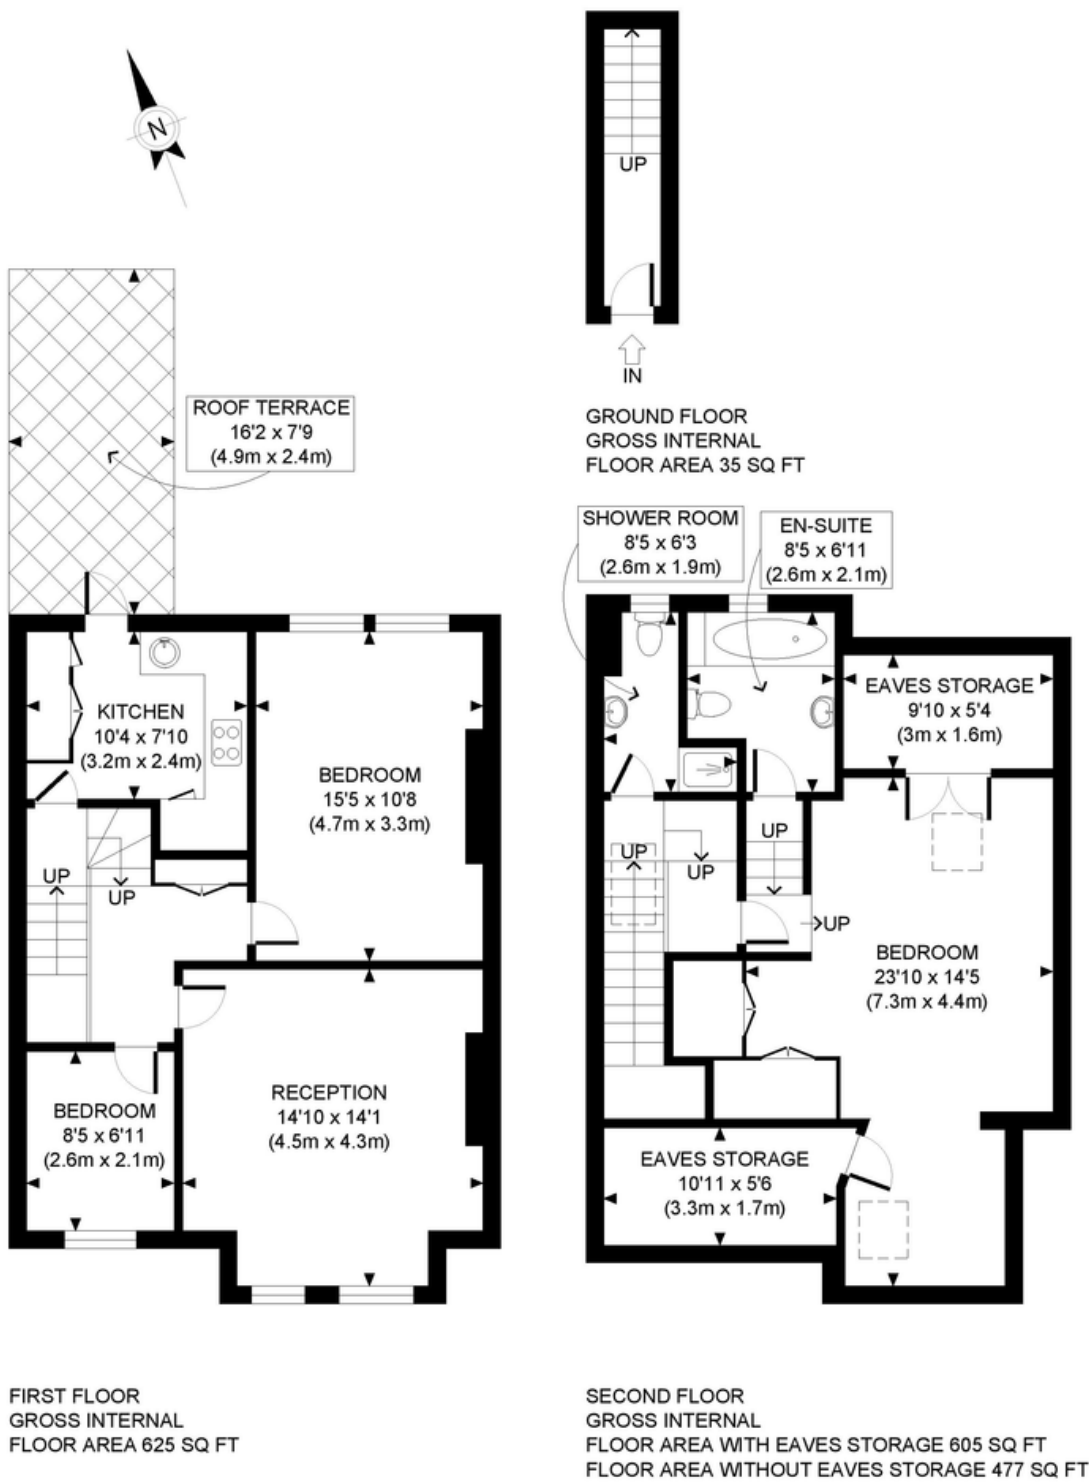 N
UP
IN
GROUND FLOOR
GROSS INTERNAL
FLOOR AREA 35 SQ FT
ROOF TERRACE
16'2 x 7'9
(4.9m x 2.4m)
KITCHEN
10'4 x 7'10
(3.2m x 2.4m)
BEDROOM
15'5 x 10'8
(4.7m x 3.3m)
UP
UP
BEDROOM
8'5 x 6'11
(2.6m x 2.1m)
RECEPTION
14'10 x 14'1
(4.5m x 4.3m)
FIRST FLOOR
GROSS INTERNAL
FLOOR AREA 625 SQ FT
SHOWER ROOM
8'5 x 6'3
(2.6m x 1.9m)
EN-SUITE
8'5 x 6'11
(2.6m x 2.1m)
EAVES STORAGE
9'10 x 5'4
(3m x 1.6m)
UP
UP
UP
UP
BEDROOM
23'10 x 14'5
(7.3m x 4.4m)
EAVES STORAGE
10'11 x 5'6
(3.3m x 1.7m)
SECOND FLOOR
GROSS INTERNAL
FLOOR AREA WITH EAVES STORAGE 605 SQ FT
FLOOR AREA WITHOUT EAVES STORAGE 477 SQ FT